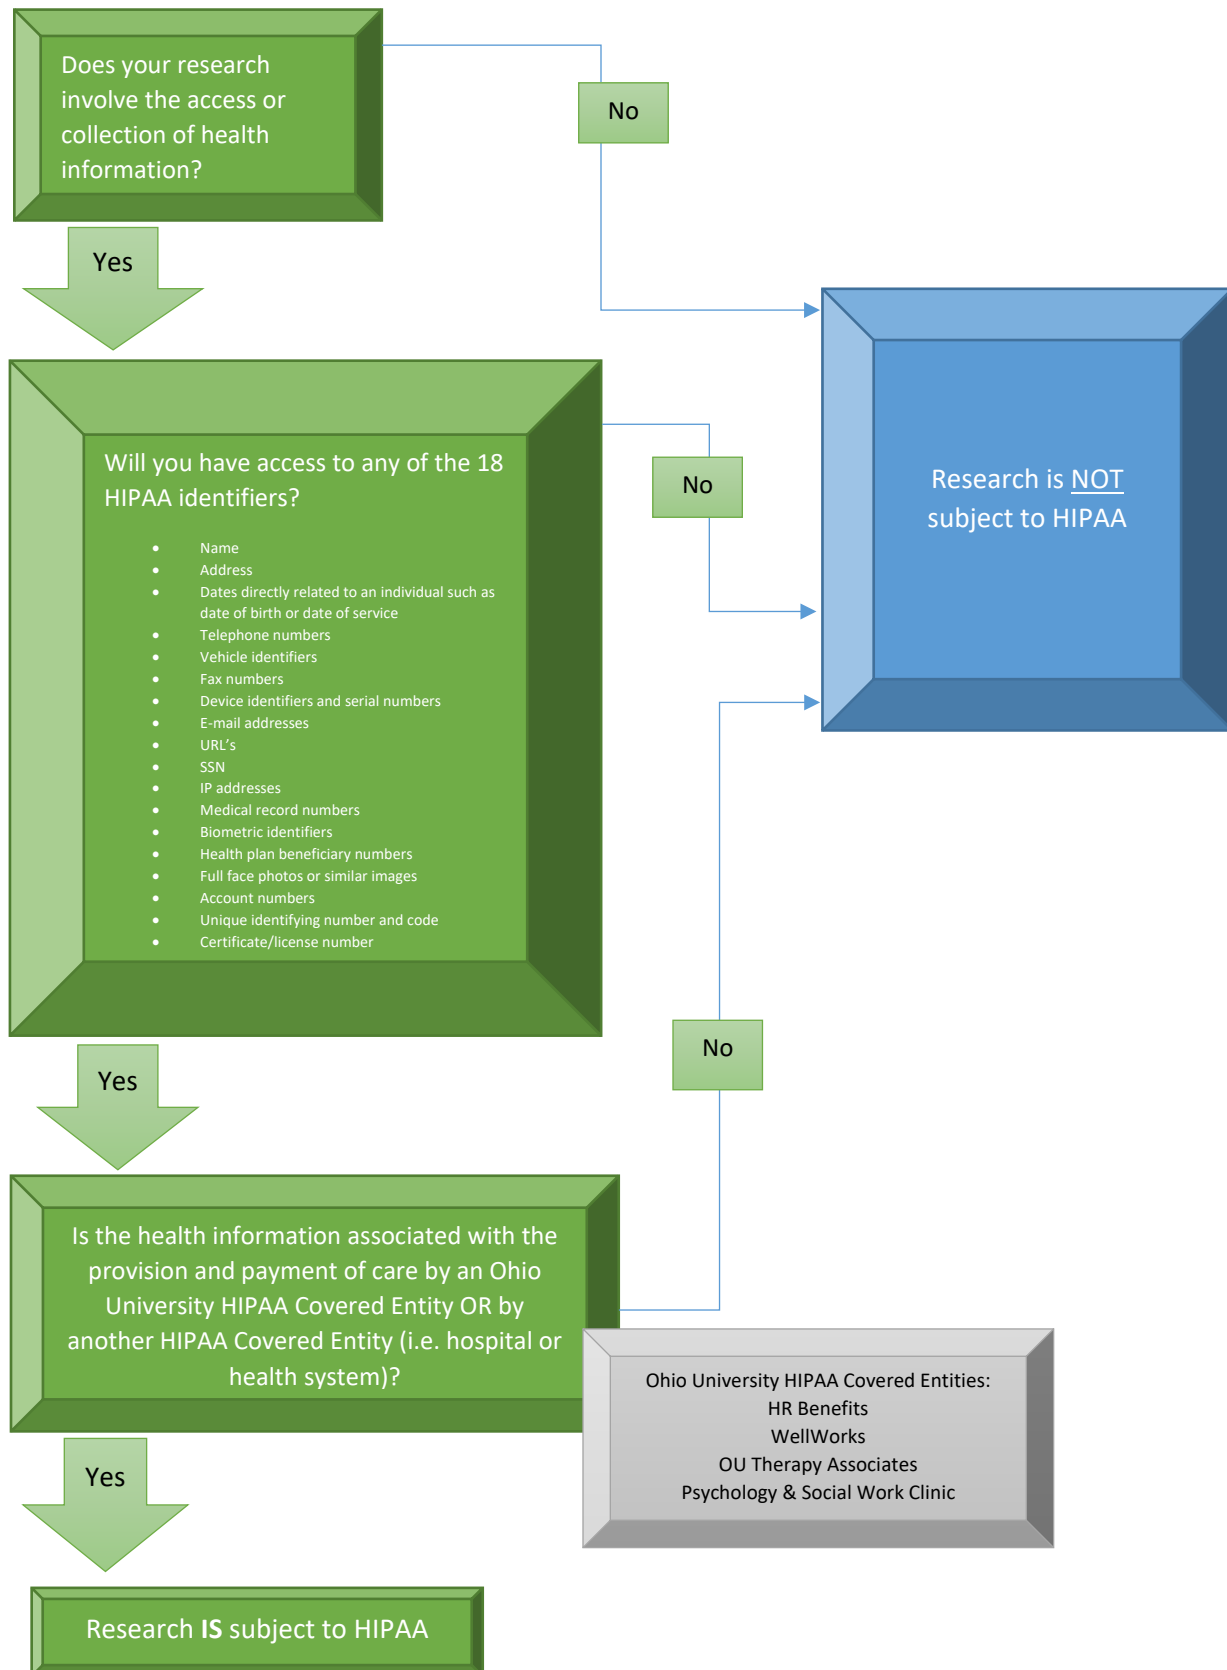 Does your research
involve the access or
collection of health
information?
No
Yes
Will you have access to any of the 18
HIPAA identifiers?
• Name
• Address
• Dates directly related to an individual such as
date of birth or date of service
• Telephone numbers
• Vehicle identifiers
• Fax numbers
• Device identifiers and serial numbers
• E-mail addresses
• URL's
• SSN
• IP addresses
• Medical record numbers
• Biometric identifiers
• Health plan beneficiary numbers
• Full face photos or similar images
• Account numbers
• Unique identifying number and code
• Certificate/license number
No
Research is NOT
subject to HIPAA
Yes
No
Is the health information associated with the
provision and payment of care by an Ohio
University HIPAA Covered Entity OR by
another HIPAA Covered Entity (i.e. hospital or
health system)?
Ohio University HIPAA Covered Entities:
HR Benefits
WellWorks
OU Therapy Associates
Psychology & Social Work Clinic
Yes
Research IS subject to HIPAA